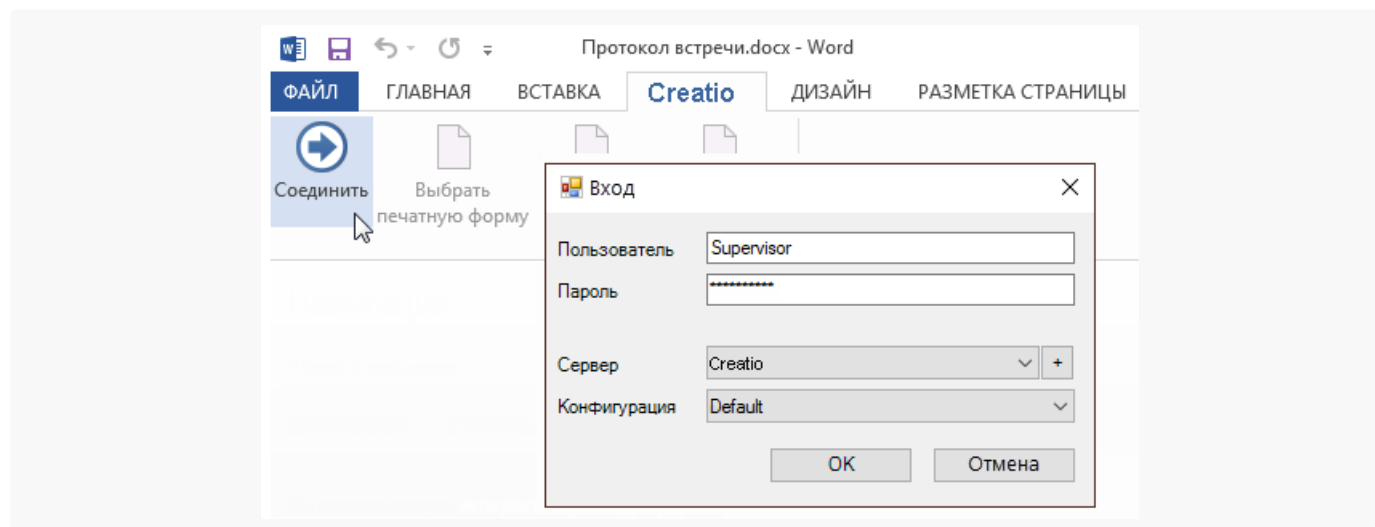 Протокол встречи.docx - Word
ФАЙЛ ГЛАВНАЯ ВСТАВКА Creatio ДИЗАЙН РАЗМЕТКА СТРАНИЦЫ
Соединить
Выбрать
печатную форму
Вход
Пользователь Supervisor
Пароль **********
Сервер Creatio +
Конфигурация Default
OK Отмена